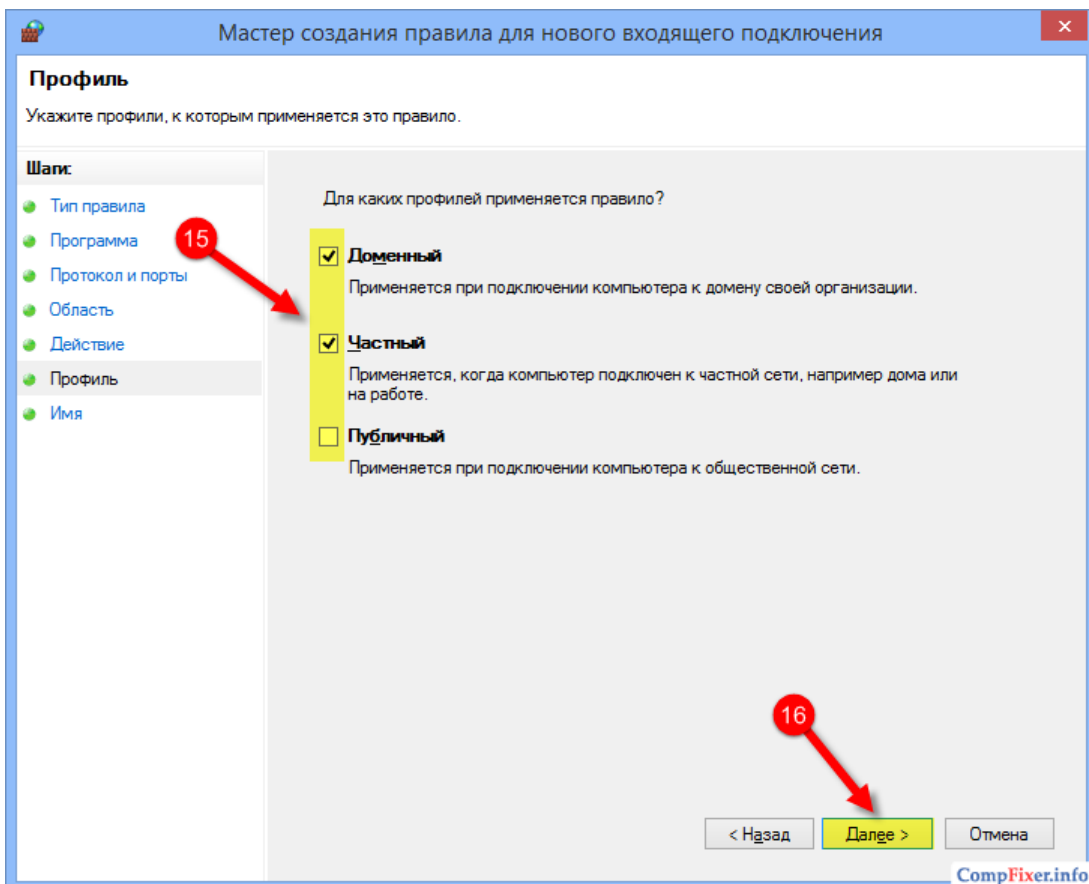 Мастер создания правила для нового входящего подключения
Профиль
Укажите профили, к которым применяется это правило.
Шаги:
Тип правила
Программа
Протокол и порты
Область
Действие
Профиль
Имя
15
Для каких профилей применяется правило?
Доменный
Применяется при подключении компьютера к домену своей организации.
Частный
Применяется, когда компьютер подключен к частной сети, например дома или
на работе.
Публичный
Применяется при подключении компьютера к общественной сети.
16
< Назад
Далее >
Отмена
CompFixer.info